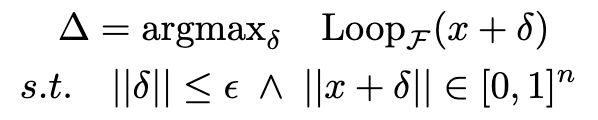 Δ = argmax_δ Loop_ℱ(x + δ)
s.t. ||δ|| ≤ ϵ ∧ ||x + δ|| ∈ [0, 1]ⁿ